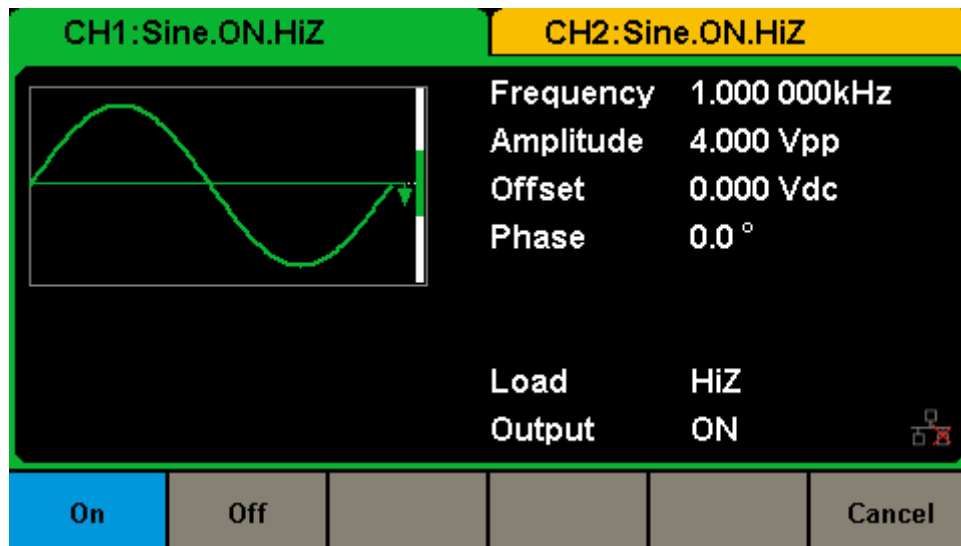 CH1:Sine.ON.HiZ CH2:Sine.ON.HiZ
Frequency 1.000 000kHz
Amplitude 4.000 Vpp
Offset 0.000 Vdc
Phase 0.0 °
Load HiZ
Output ON
On Off Cancel